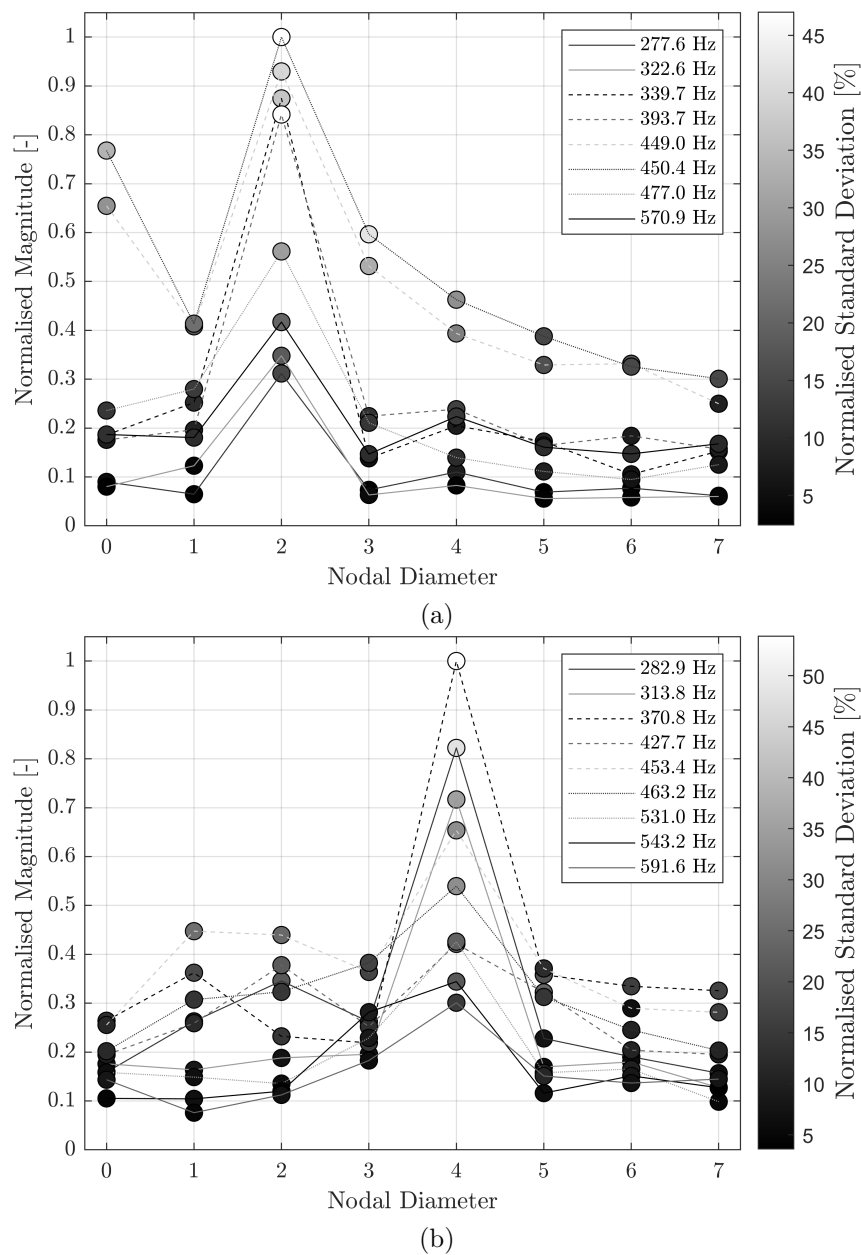 1
0.9
0.8
0.7
0.6
0.5
0.4
0.3
0.2
0.1
0
Normalised Magnitude [-]
277.6 Hz
322.6 Hz
339.7 Hz
393.7 Hz
449.0 Hz
450.4 Hz
477.0 Hz
570.9 Hz
45
40
35
30
25
20
15
10
5
Normalised Standard Deviation [%]
0 1 2 3 4 5 6 7
Nodal Diameter
(a)
1
0.9
0.8
0.7
0.6
0.5
0.4
0.3
0.2
0.1
0
Normalised Magnitude [-]
282.9 Hz
313.8 Hz
370.8 Hz
427.7 Hz
453.4 Hz
463.2 Hz
531.0 Hz
543.2 Hz
591.6 Hz
50
40
30
20
10
Normalised Standard Deviation [%]
0 1 2 3 4 5 6 7
Nodal Diameter
(b)